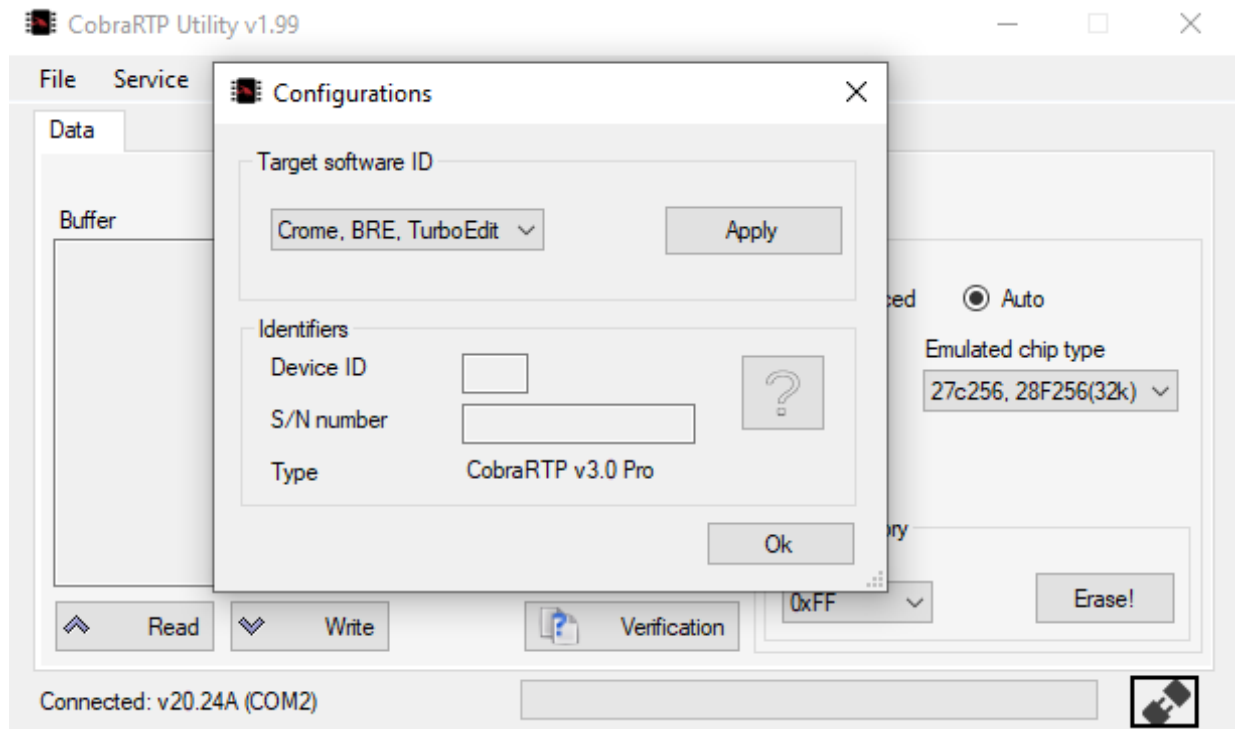 CobraRTP Utility v1.99
File Service
Configurations
Data
Target software ID
Buffer
Crome, BRE, TurboEdit
Apply
Auto
Identifiers
Device ID
Emulated chip type
27c256, 28F256(32k)
S/N number
Type CobraRTP v3.0 Pro
Ok
0xFF
Erase!
Read
Write
Verification
Connected: v20.24A (COM2)